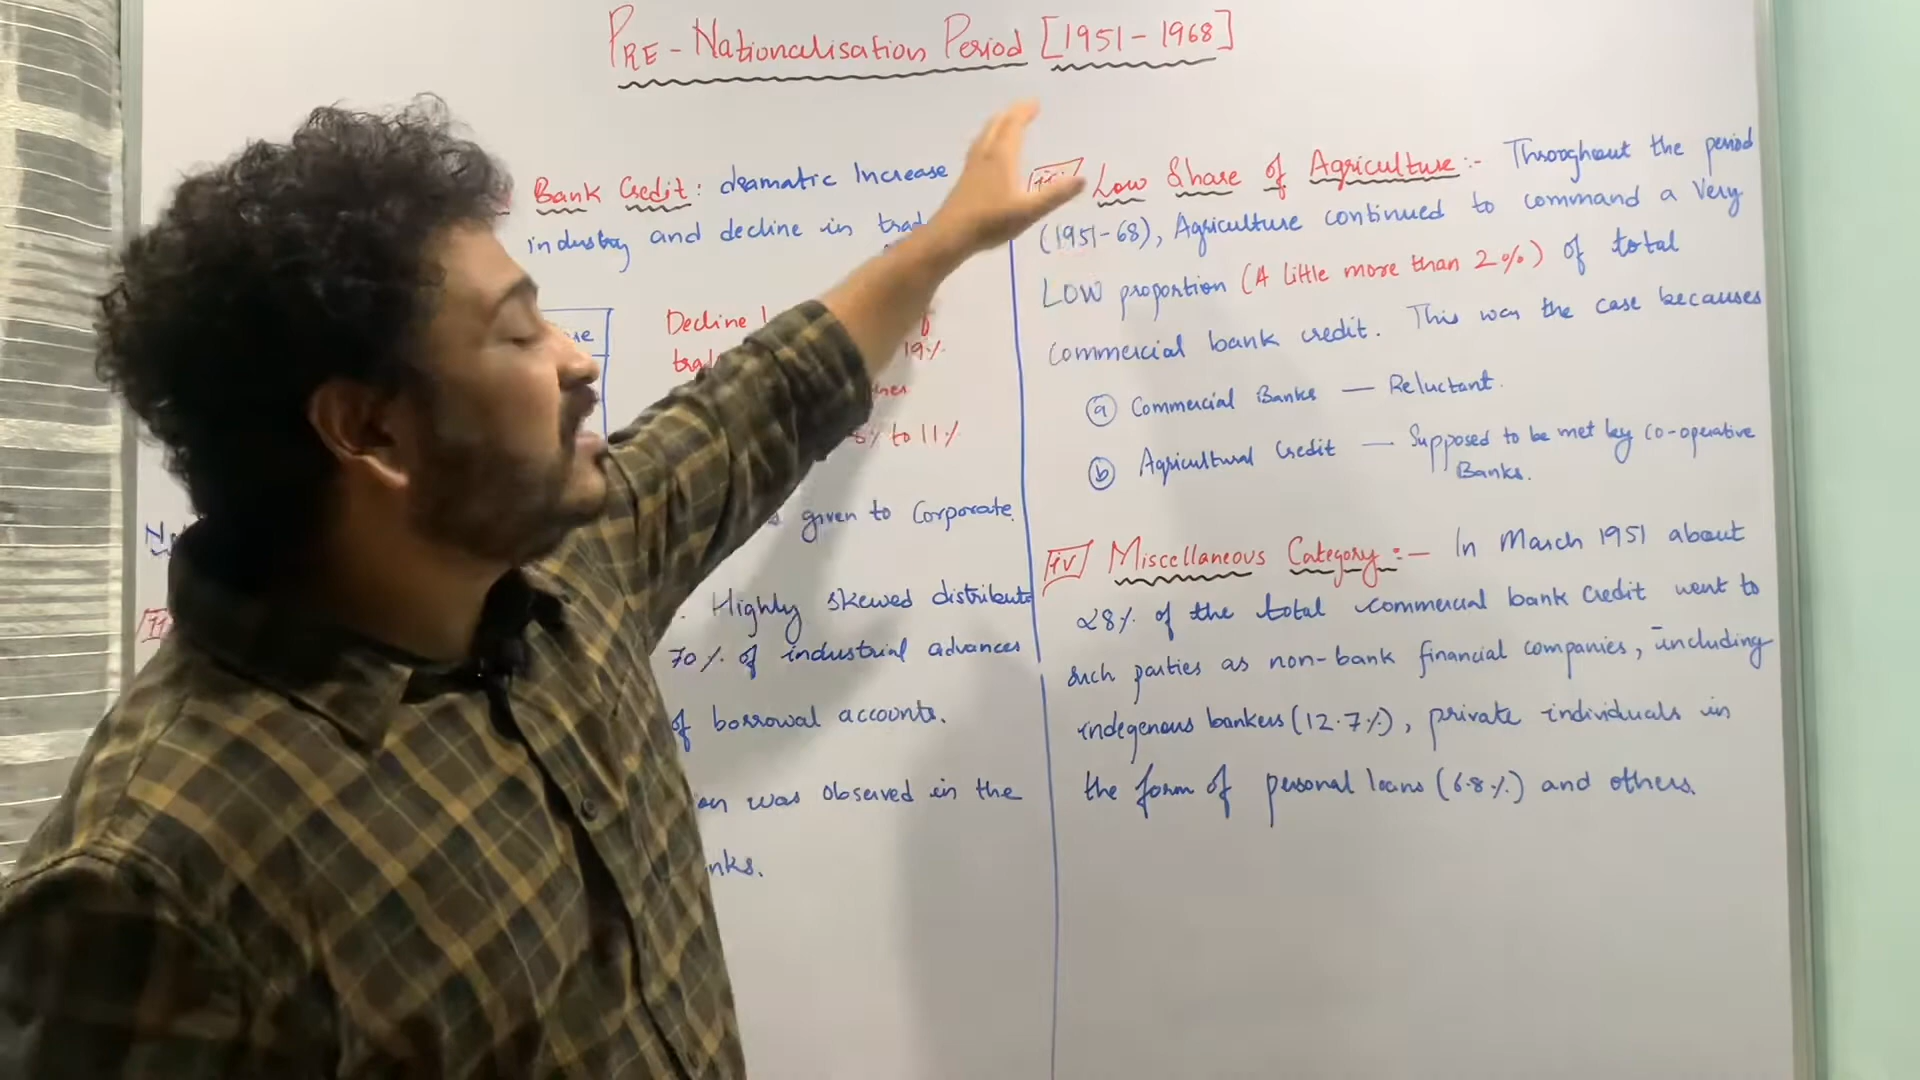 PRE-Nationalisation Period [1951-1968]
Bank Credit: dramatic Increase
industry and decline in
Decline
19%
to 11%
given to Corporate.
Highly skewed distributo
70% of industrial advances
of borrowal accounts.
was observed in the
Low Share of Agriculture:- Throoghout the period
(1951-68), Agriculture continued to command a Very
Low proportion (A little more than 2%) of total
commercial bank credit. This was the case becauses
(a) Commercial Banks — Reluctant.
(b) Agricultural Credit — Supposed to be met by co-operative
Banks.
iv Miscellaneous Category:- In March 1951 about
28% of the total commercial bank credit went to
such parties as non-bank financial companies, including
indegenous bankers (12.7%), private individuals in
the form of personal loans (6.8%) and others.